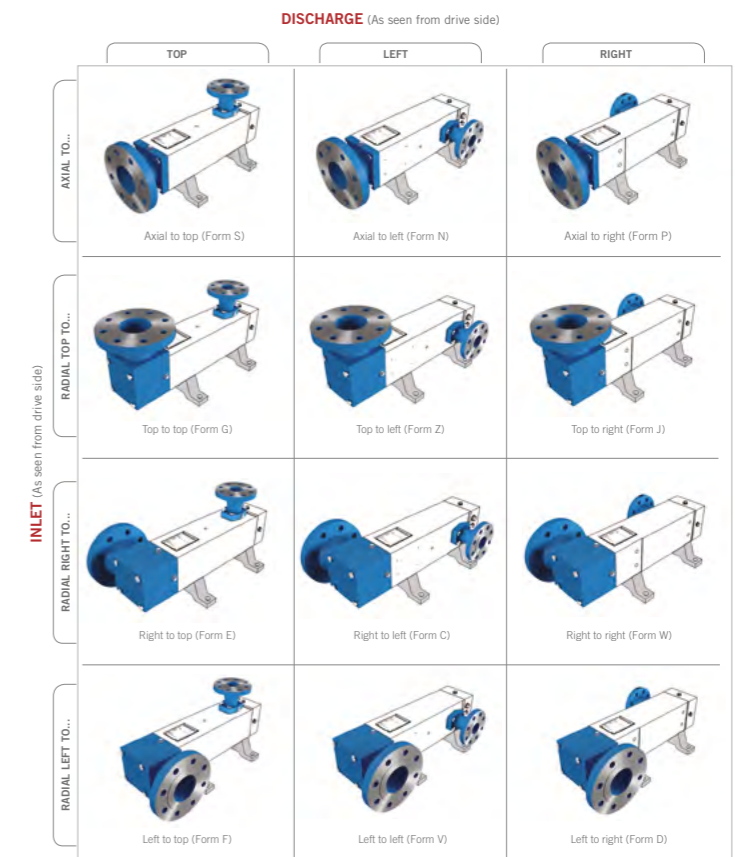 DISCHARGE (As seen from drive side)
TOP
LEFT
RIGHT
INLET (As seen from drive side)
AXIAL TO...
Axial to top (Form S)
Axial to left (Form N)
Axial to right (Form P)
RADIAL TOP TO...
Top to top (Form G)
Top to left (Form Z)
Top to right (Form J)
RADIAL RIGHT TO...
Right to top (Form E)
Right to left (Form C)
Right to right (Form W)
RADIAL LEFT TO...
Left to top (Form F)
Left to left (Form V)
Left to right (Form D)